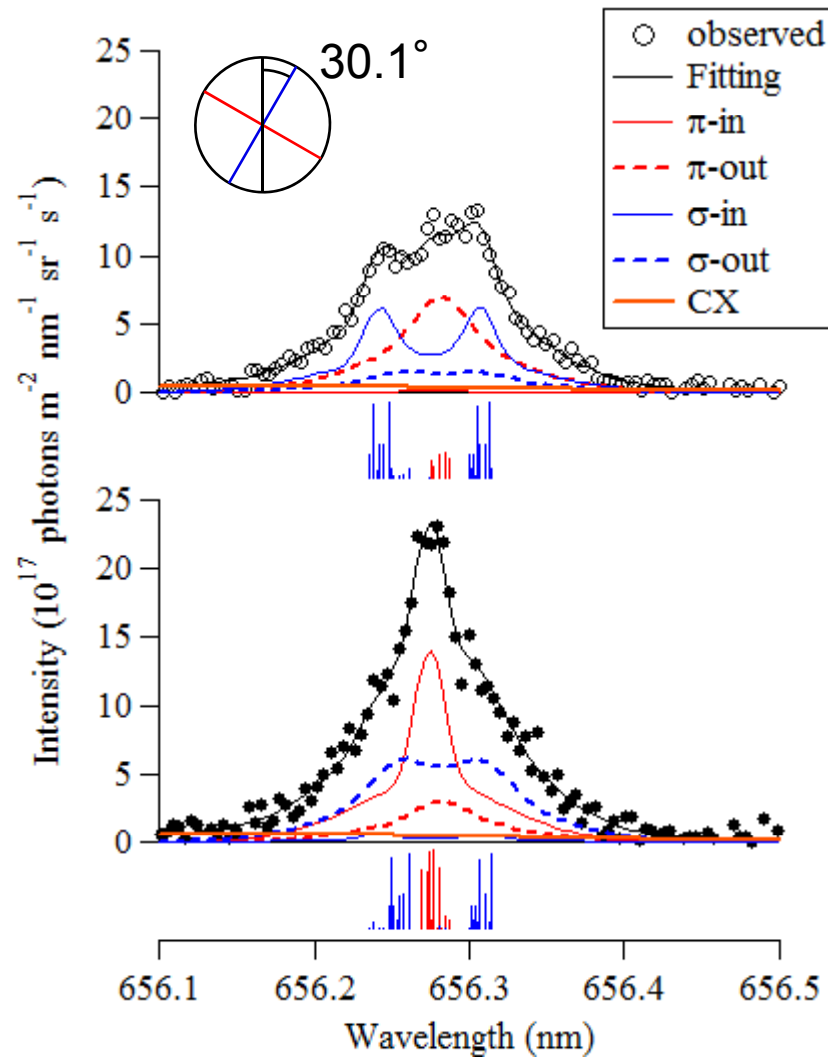 30.1°
observed
Fitting
π-in
π-out
σ-in
σ-out
CX
25
20
15
10
5
0
25
20
15
10
5
0
Intensity (10^17 photons m^-2 nm^-1 sr^-1 s^-1)
656.1 656.2 656.3 656.4 656.5
Wavelength (nm)